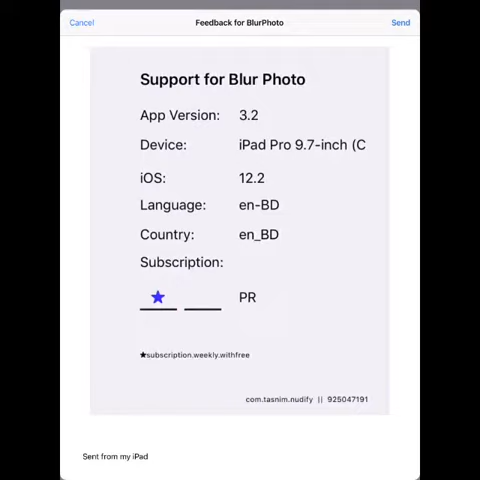 Cancel Feedback for BlurPhoto Send
Support for Blur Photo
App Version: 3.2
Device: iPad Pro 9.7-inch (C
iOS: 12.2
Language: en-BD
Country: en_BD
Subscription:
★ PR
★subscription.weekly.withfree
com.tasnim.nudify || 925047191
Sent from my iPad